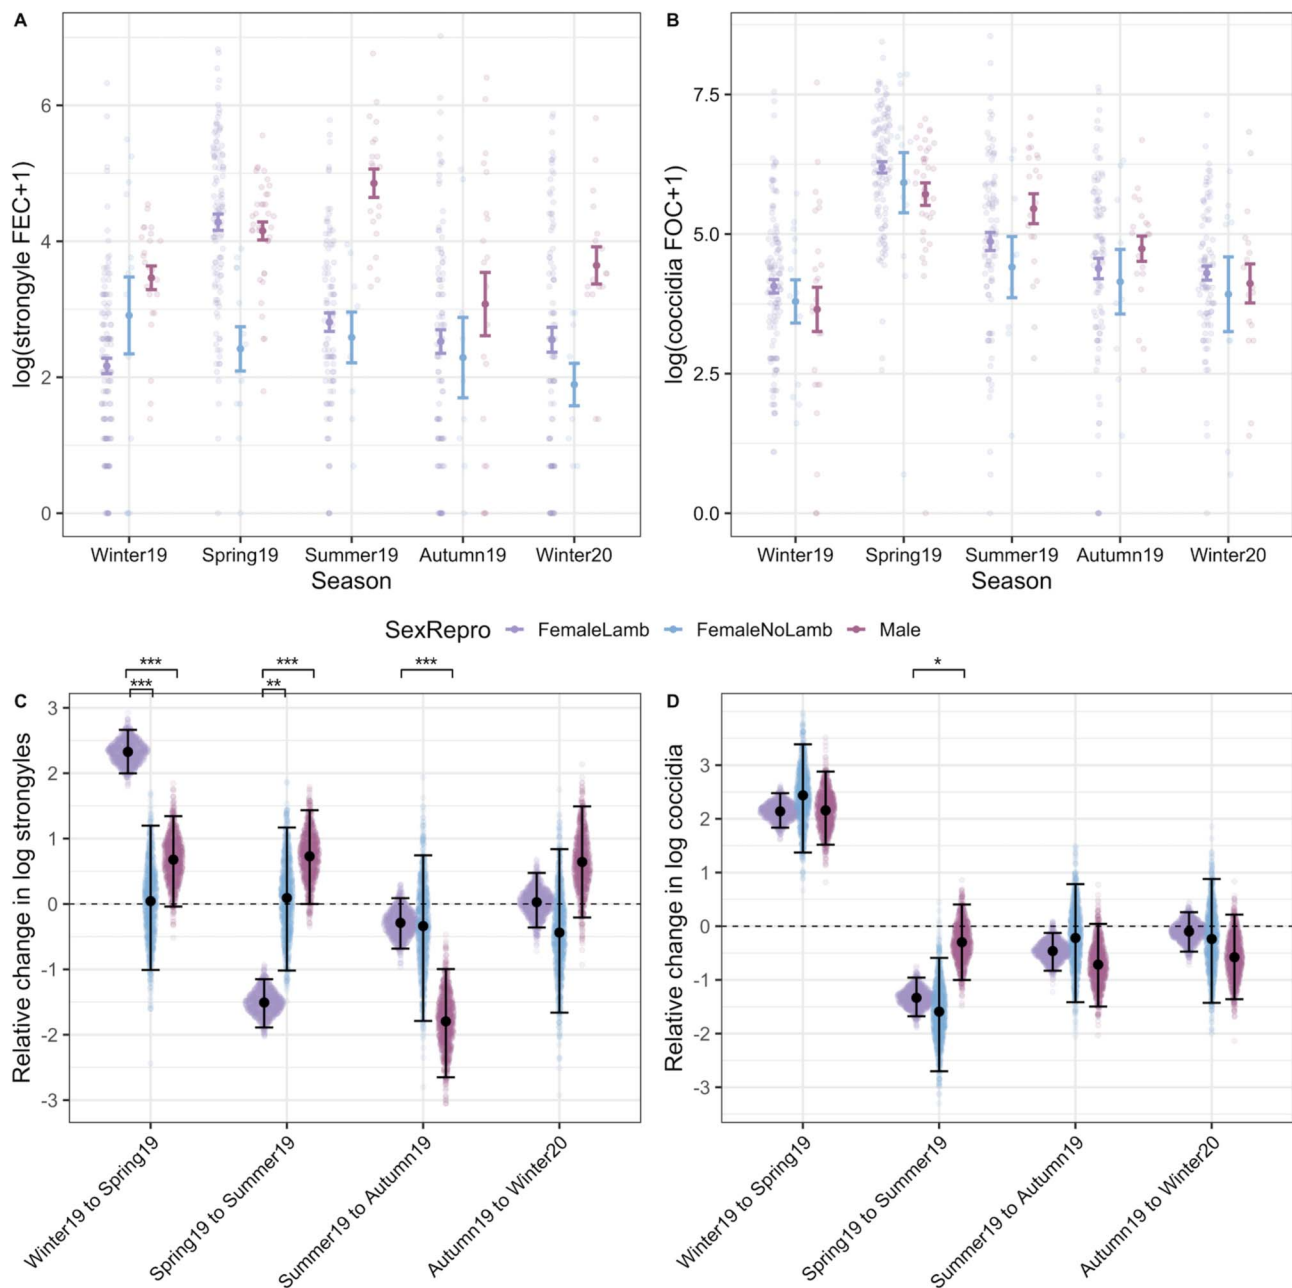 A
log(strongyle FEC+1)
6
4
2
0
Winter19 Spring19 Summer19 Autumn19 Winter20
Season
B
log(coccidia FOC+1)
7.5
5.0
2.5
0.0
Winter19 Spring19 Summer19 Autumn19 Winter20
Season
SexRepro FemaleLamb FemaleNoLamb Male
C
*** *** ***
*** **
Relative change in log strongyles
3
2
1
0
-1
-2
-3
Winter19 to Spring19
Spring19 to Summer19
Summer19 to Autumn19
Autumn19 to Winter20
D
*
Relative change in log coccidia
3
2
1
0
-1
-2
-3
Winter19 to Spring19
Spring19 to Summer19
Summer19 to Autumn19
Autumn19 to Winter20